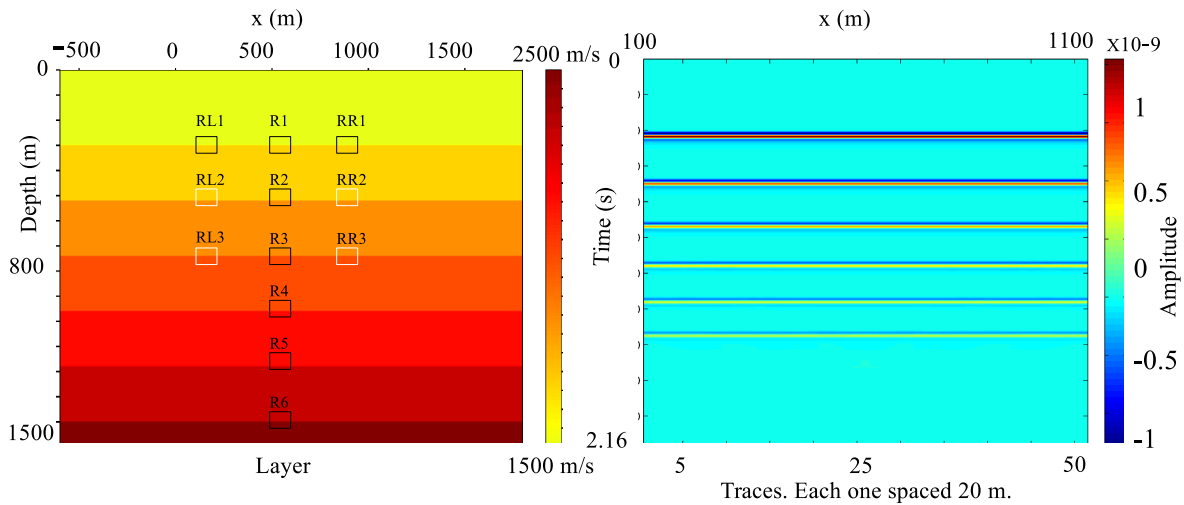 x (m)
-500 0 500 1000 1500 2500 m/s
0
RL1 R1 RR1
RL2 R2 RR2
RL3 R3 RR3
Depth (m)
800
R4
R5
R6
1500
Layer
1500 m/s
x (m)
100 1100
0
Time (s)
2.16
5 25 50
Traces. Each one spaced 20 m.
X10-9
1
0.5
0
-0.5
-1
Amplitude